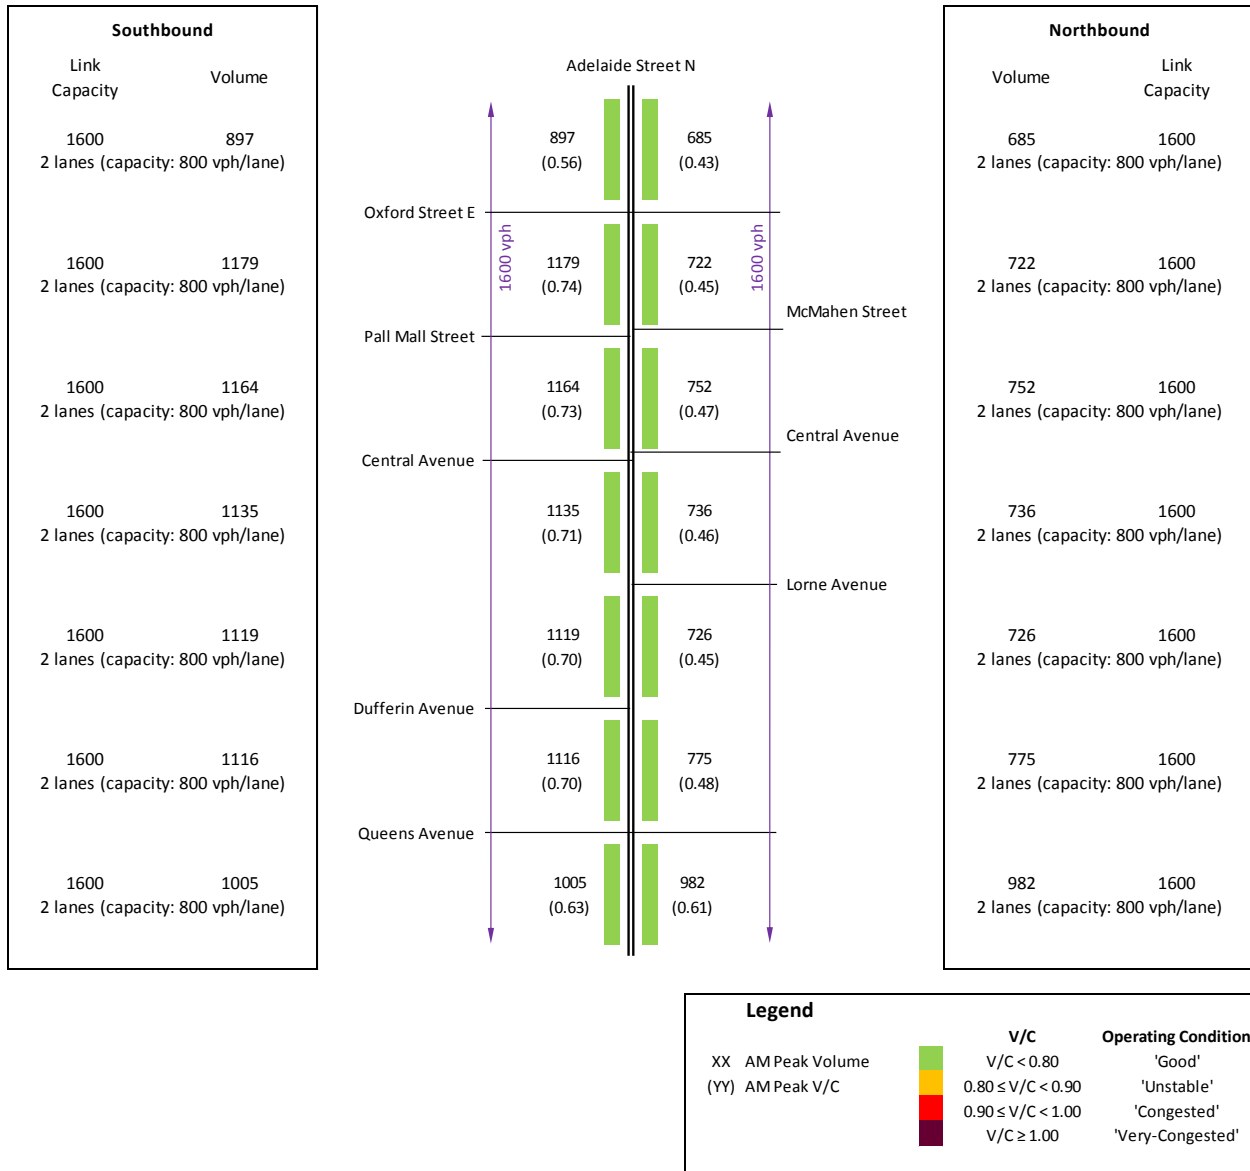 Southbound
Link
Capacity
Volume
1600 897
2 lanes (capacity: 800 vph/lane)
1600 1179
2 lanes (capacity: 800 vph/lane)
1600 1164
2 lanes (capacity: 800 vph/lane)
1600 1135
2 lanes (capacity: 800 vph/lane)
1600 1119
2 lanes (capacity: 800 vph/lane)
1600 1116
2 lanes (capacity: 800 vph/lane)
1600 1005
2 lanes (capacity: 800 vph/lane)
Adelaide Street N
897 685
(0.56) (0.43)
Oxford Street E
1600 vph
1600 vph
1179 722
(0.74) (0.45)
McMahen Street
Pall Mall Street
1164 752
(0.73) (0.47)
Central Avenue
Central Avenue
1135 736
(0.71) (0.46)
Lorne Avenue
1119 726
(0.70) (0.45)
Dufferin Avenue
1116 775
(0.70) (0.48)
Queens Avenue
1005 982
(0.63) (0.61)
Northbound
Volume
Link
Capacity
685 1600
2 lanes (capacity: 800 vph/lane)
722 1600
2 lanes (capacity: 800 vph/lane)
752 1600
2 lanes (capacity: 800 vph/lane)
736 1600
2 lanes (capacity: 800 vph/lane)
726 1600
2 lanes (capacity: 800 vph/lane)
775 1600
2 lanes (capacity: 800 vph/lane)
982 1600
2 lanes (capacity: 800 vph/lane)
Legend
XX AM Peak Volume
(YY) AM Peak V/C
V/C Operating Condition
V/C < 0.80 'Good'
0.80 ≤ V/C < 0.90 'Unstable'
0.90 ≤ V/C < 1.00 'Congested'
V/C ≥ 1.00 'Very-Congested'